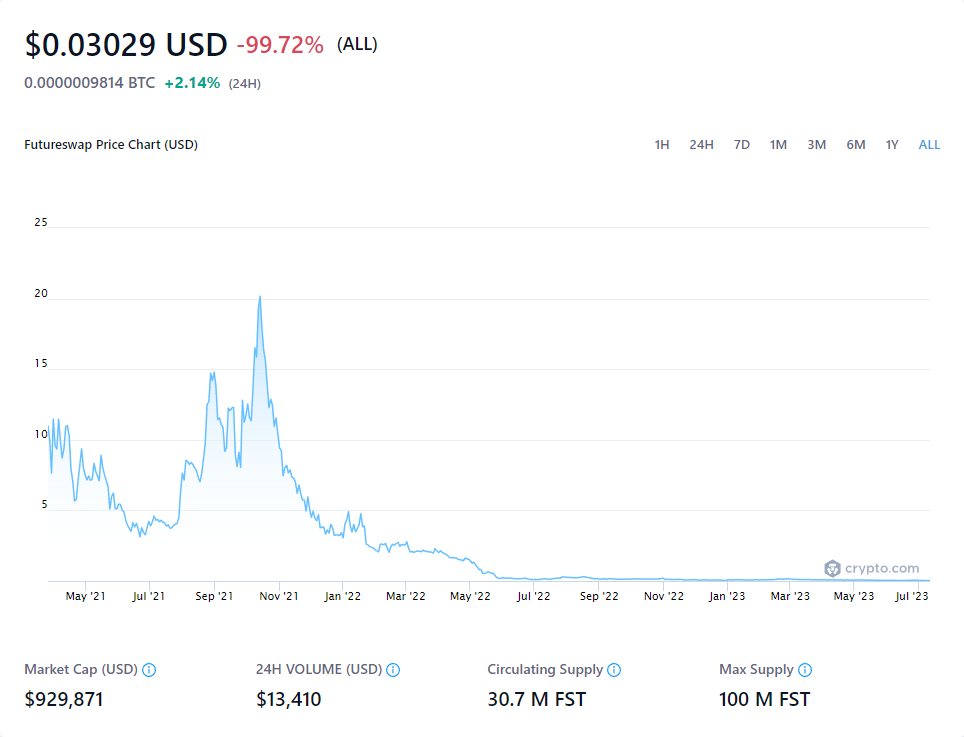 $0.03029 USD -99.72% (ALL)
0.0000009814 BTC +2.14% (24H)
Futureswap Price Chart (USD) 1H 24H 7D 1M 3M 6M 1Y ALL
25
20
15
10
5
crypto.com
May '21 Jul '21 Sep '21 Nov '21 Jan '22 Mar '22 May '22 Jul '22 Sep '22 Nov '22 Jan '23 Mar '23 May '23 Jul '23
Market Cap (USD) 24H VOLUME (USD) Circulating Supply Max Supply
$929,871 $13,410 30.7 M FST 100 M FST